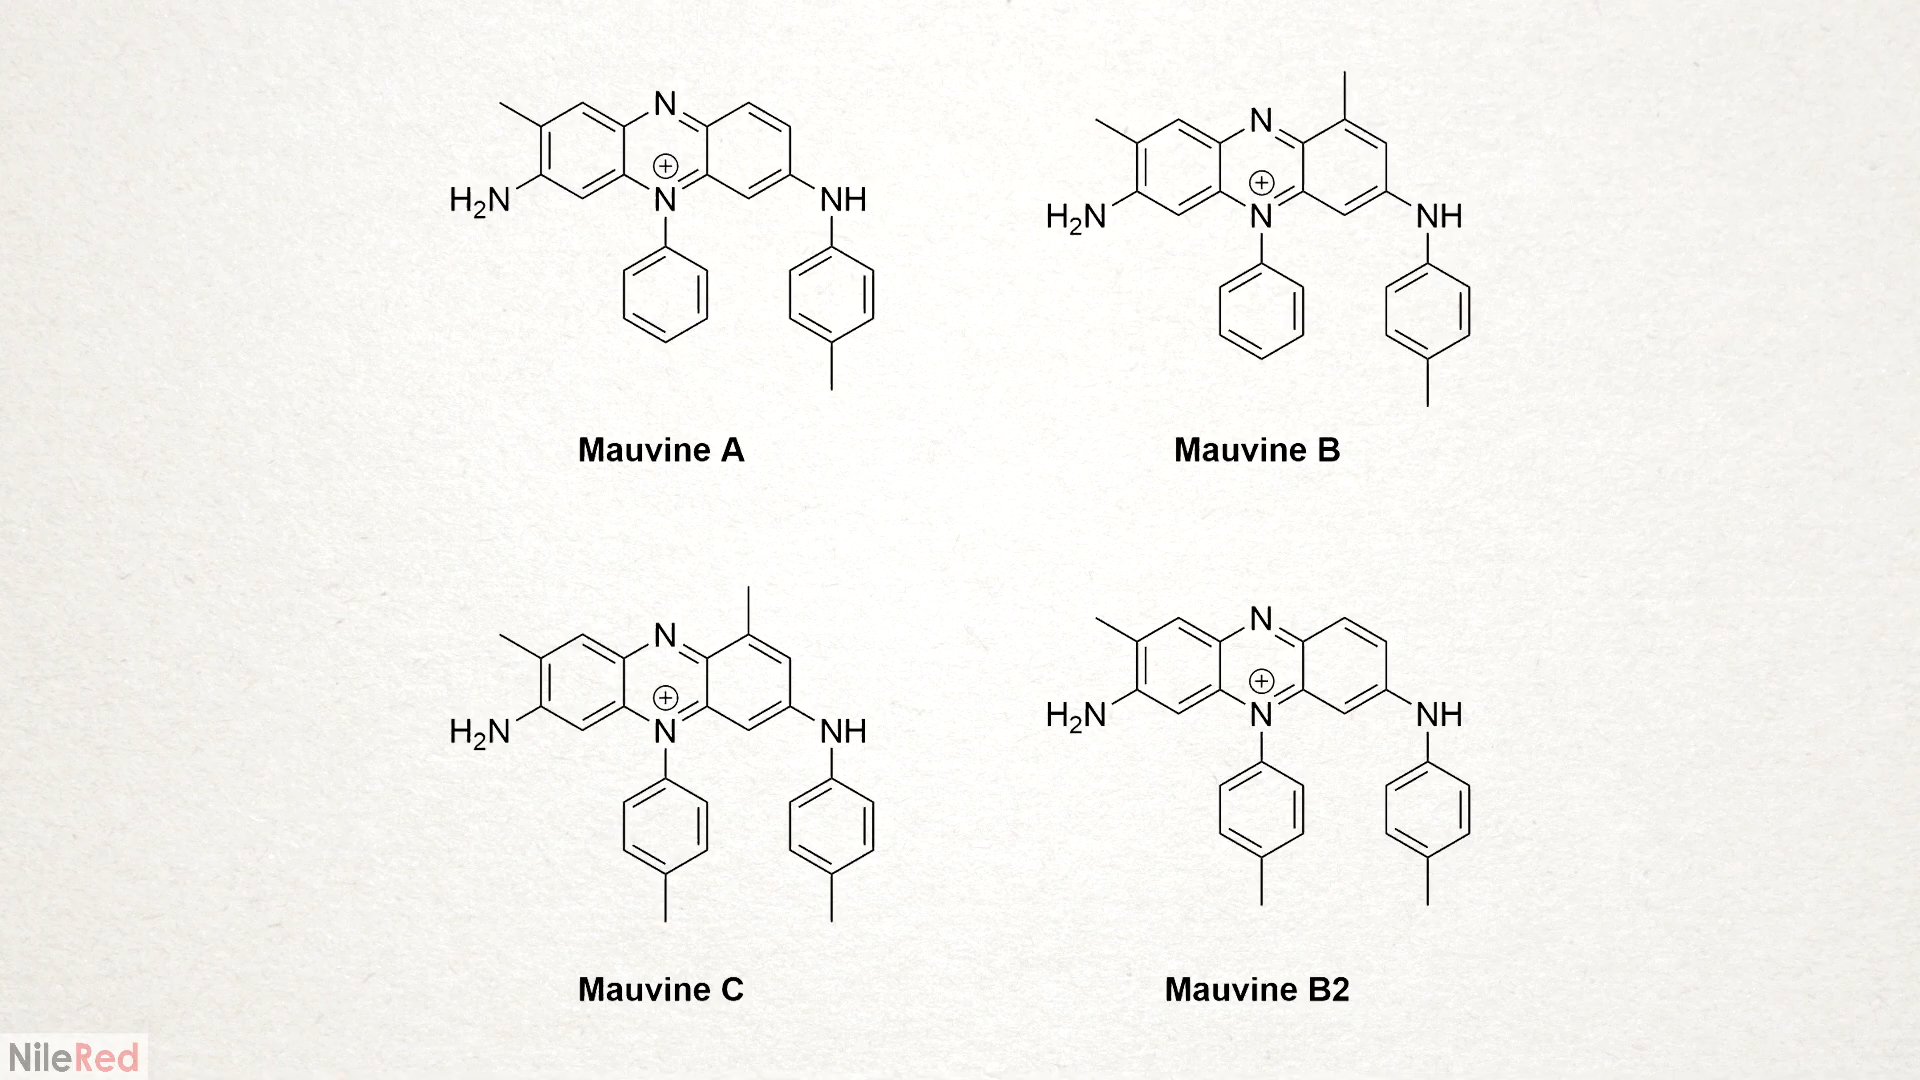 N
⊕
H₂N
N
NH
Mauvine A
N
⊕
H₂N
N
NH
Mauvine B
N
⊕
H₂N
N
NH
Mauvine C
N
⊕
H₂N
N
NH
Mauvine B2
NileRed